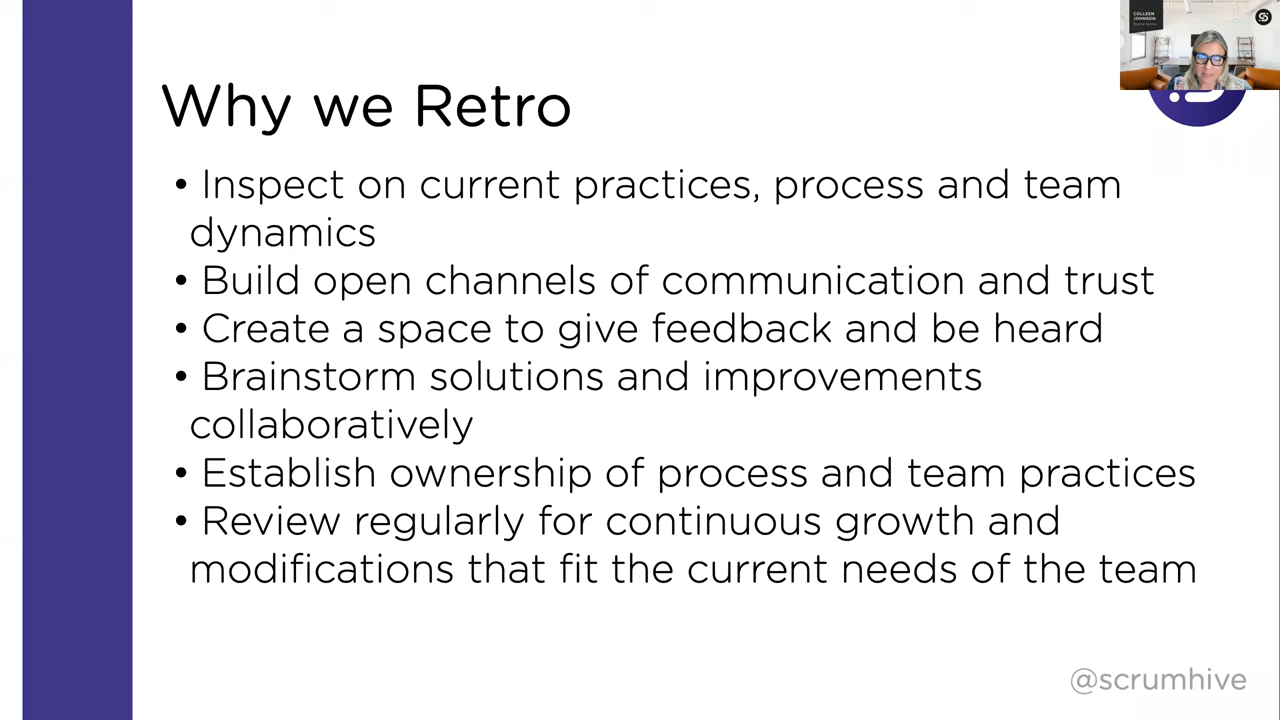 COLLEEN
JOHNSON
Why we Retro
• Inspect on current practices, process and team
dynamics
• Build open channels of communication and trust
• Create a space to give feedback and be heard
• Brainstorm solutions and improvements
collaboratively
• Establish ownership of process and team practices
• Review regularly for continuous growth and
modifications that fit the current needs of the team
@scrumhive